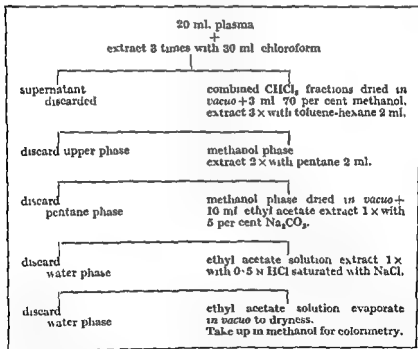 20 ml. plasma
+
extract 3 times with 30 ml chloroform
supernatant
discarded
combined CHCl₃ fractions dried in
vacuo + 3 ml 70 per cent methanol.
extract 3 × with toluene-hexane 2 ml.
discard upper phase
methanol phase
extract 2 × with pentane 2 ml.
discard
pentane phase
methanol phase dried in vacuo +
10 ml ethyl acetate extract 1 × with
5 per cent Na₂CO₃.
discard
water phase
ethyl acetate solution extract 1 ×
with 0·5 N HCl saturated with NaCl.
discard
water phase
ethyl acetate solution evaporate
in vacuo to dryness.
Take up in methanol for colorimetry.